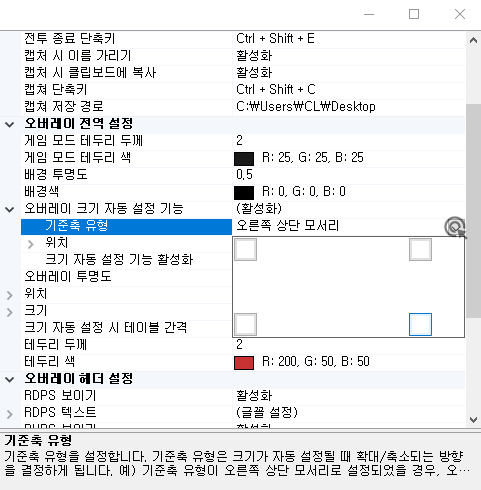 전투 종료 단축키 Ctrl + Shift + E
캡쳐 시 이름 가리기 활성화
캡쳐 시 클립보드에 복사 활성화
캡쳐 단축키 Ctrl + Shift + C
캡쳐 저장 경로 C:₩Users₩CL₩Desktop
오버레이 전역 설정
게임 모드 테두리 두께 2
게임 모드 테두리 색 R: 25, G: 25, B: 25
배경 투명도 0.5
배경색 R: 0, G: 0, B: 0
오버레이 크기 자동 설정 기능 (활성화)
기준축 유형 오른쪽 상단 모서리
위치
크기 자동 설정 기능 활성화
오버레이 투명도
위치
크기
크기 자동 설정 시 테이블 간격
테두리 두께 2
테두리 색 R: 200, G: 50, B: 50
오버레이 헤더 설정
RDPS 보이기 활성화
RDPS 텍스트 (글꼴 설정)
기준축 유형
기준축 유형을 설정합니다. 기준축 유형은 크기가 자동 설정될 때 확대/축소되는 방향
을 결정하게 됩니다. 예) 기준축 유형이 오른쪽 상단 모서리로 설정되었을 경우, 오...